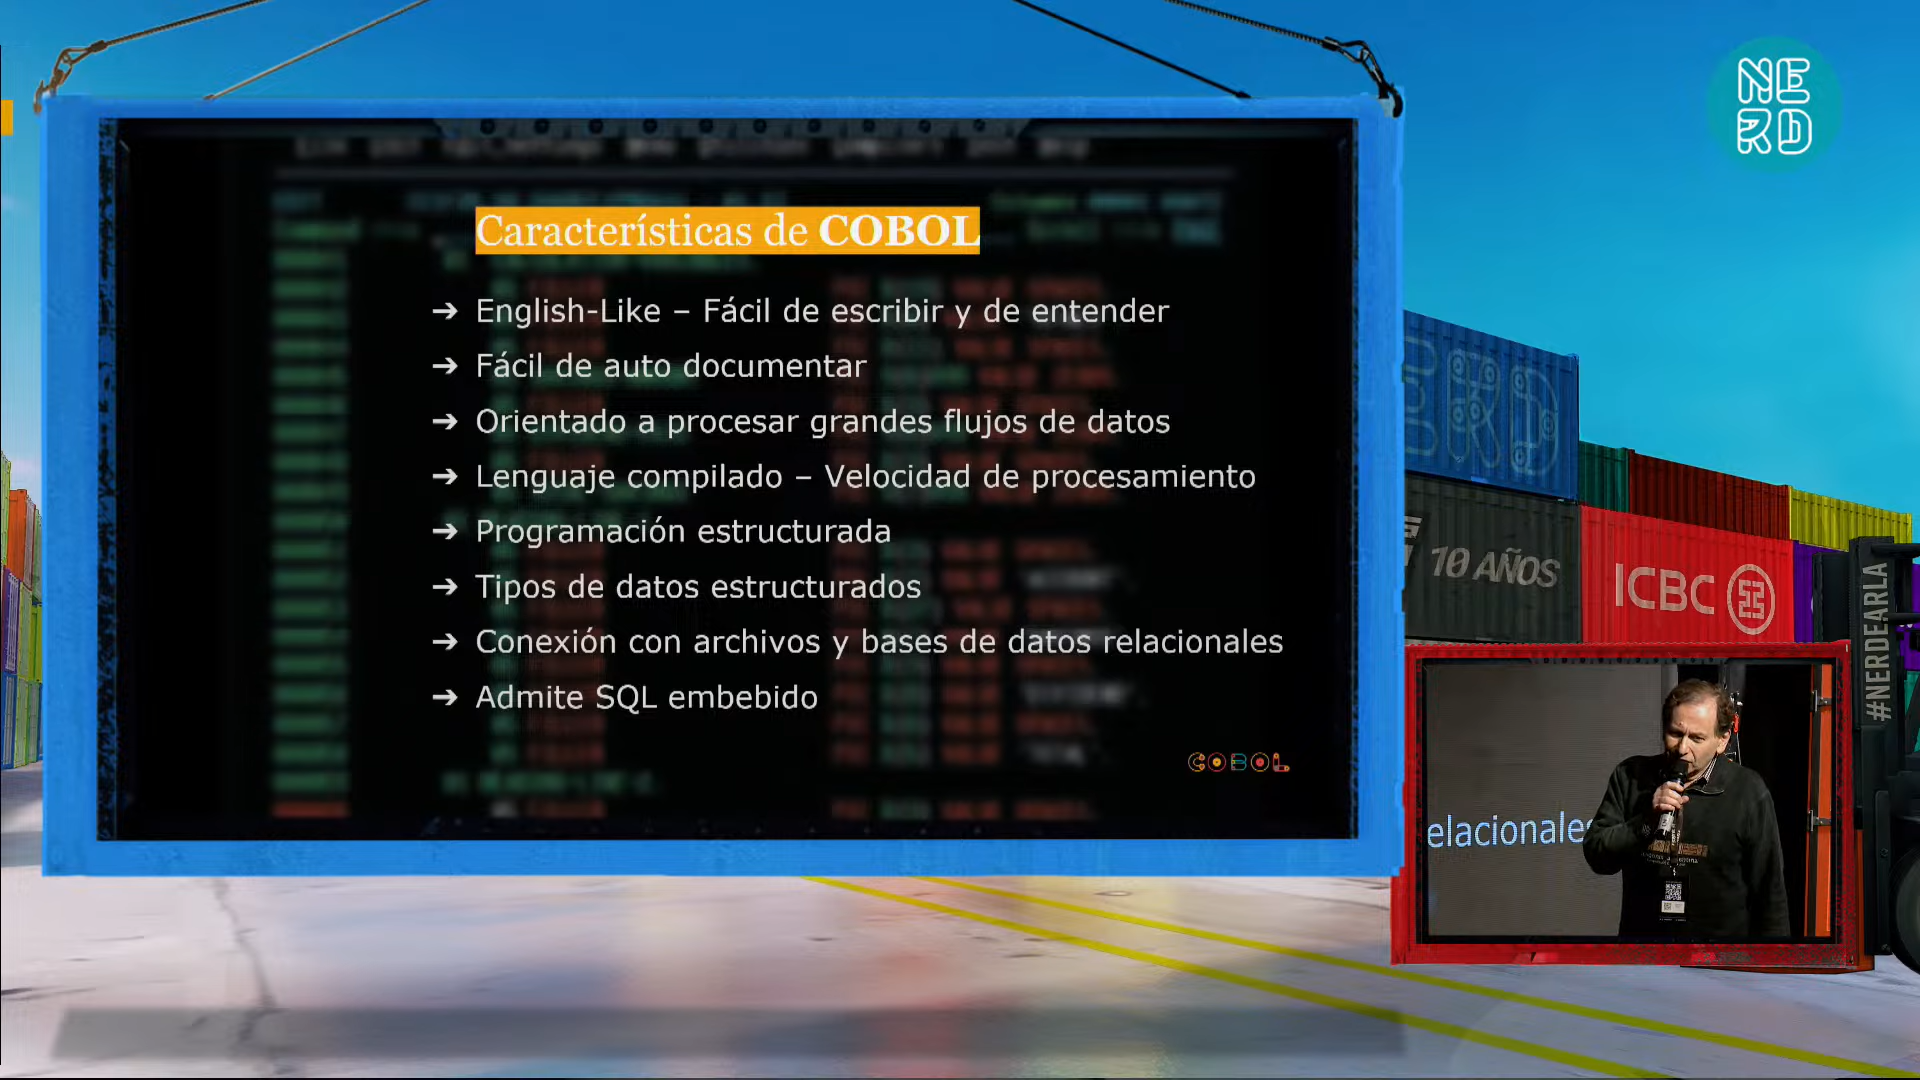 NE
RD
Características de COBOL
➔ English-Like – Fácil de escribir y de entender
➔ Fácil de auto documentar
➔ Orientado a procesar grandes flujos de datos
➔ Lenguaje compilado – Velocidad de procesamiento
➔ Programación estructurada
➔ Tipos de datos estructurados
➔ Conexión con archivos y bases de datos relacionales
➔ Admite SQL embebido
COBOL
ERD
10 AÑOS
ICBC
#NERDEARLA
elacionales